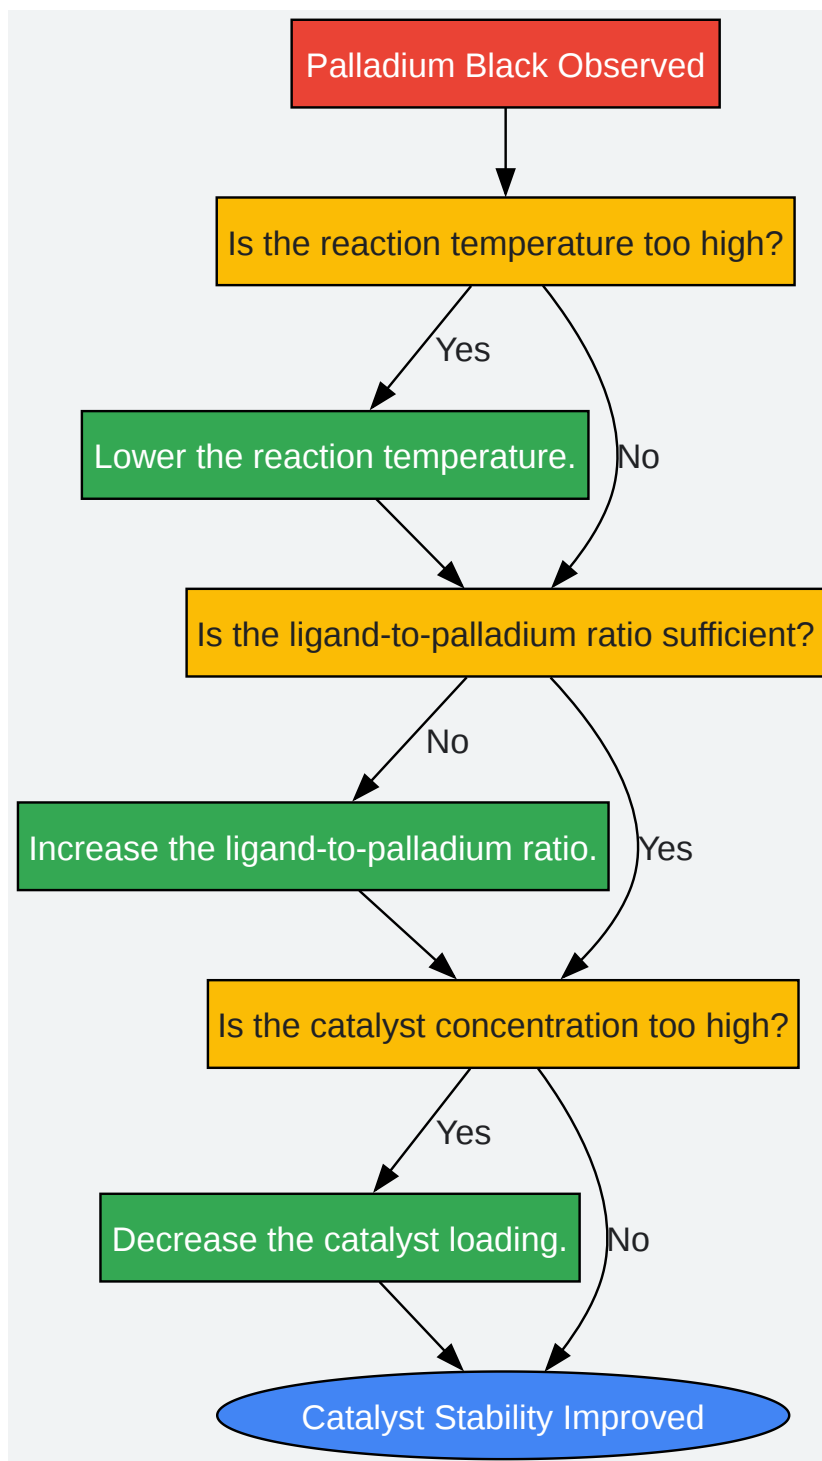 Palladium Black Observed
Is the reaction temperature too high?
Yes
Lower the reaction temperature.
No
Is the ligand-to-palladium ratio sufficient?
No
Increase the ligand-to-palladium ratio.
Yes
Is the catalyst concentration too high?
Yes
Decrease the catalyst loading.
No
Catalyst Stability Improved